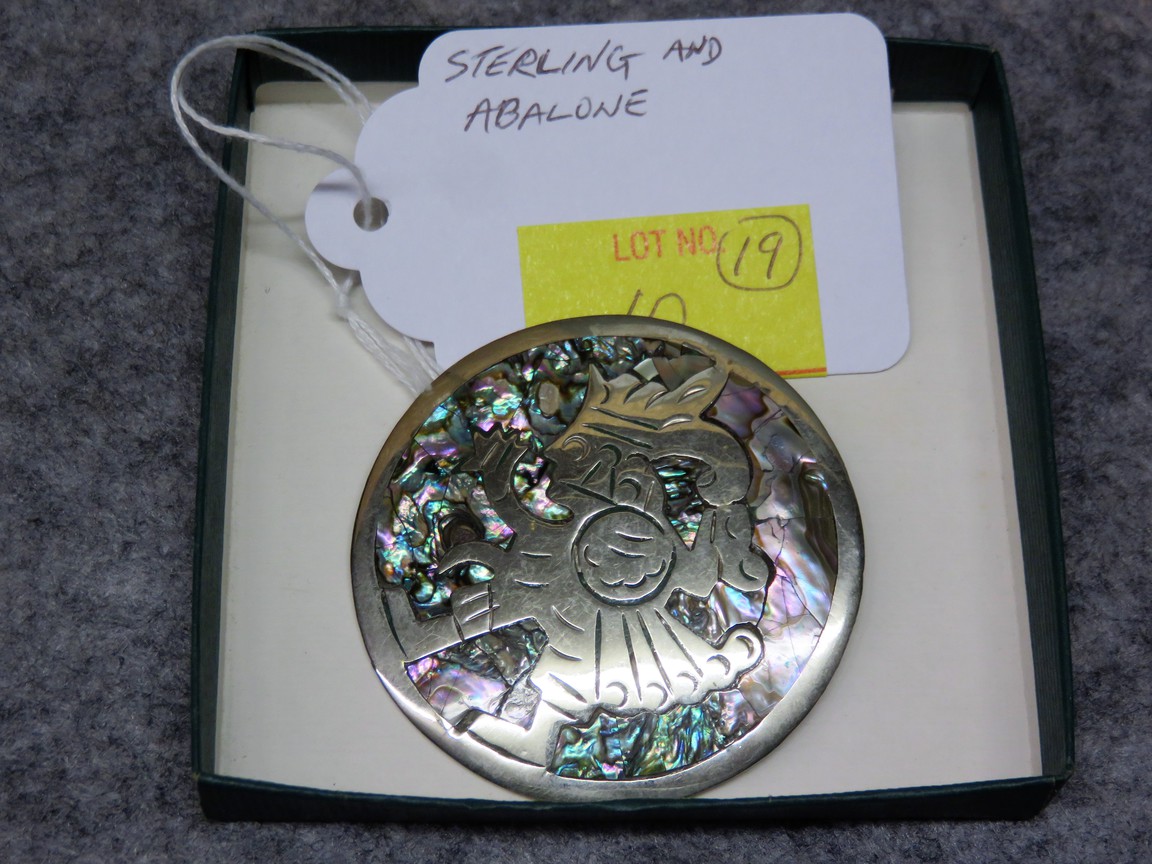 STERLING AND
ABALONE
LOT NO. 19